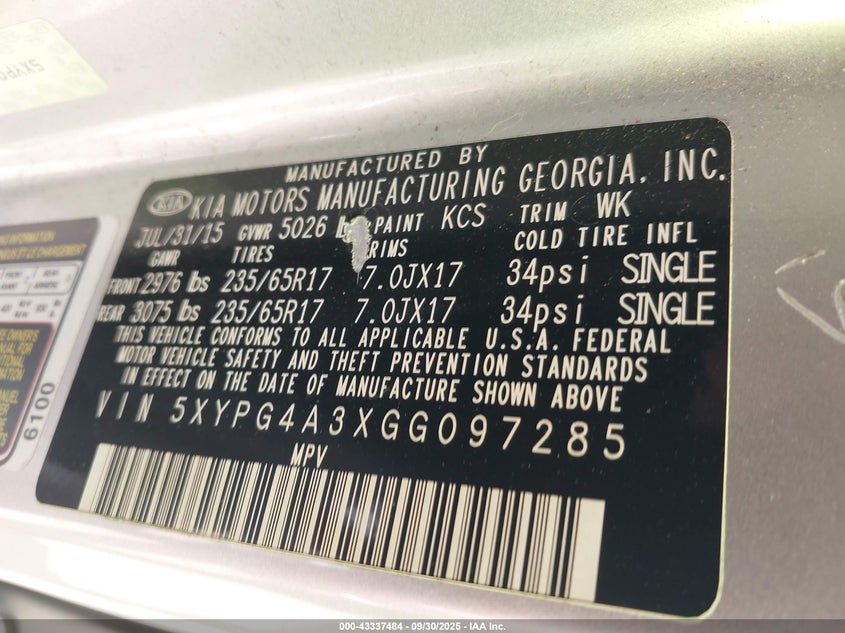 MANUFACTURED BY
KIA KIA MOTORS MANUFACTURING GEORGIA, INC.
JUL/31/15 GVWR 5026 PAINT KCS TRIM WK
GAWR TIRES RIMS COLD TIRE INFL
FRONT 2976 lbs 235/65R17 7.0JX17 34psi SINGLE
REAR 3075 lbs 235/65R17 7.0JX17 34psi SINGLE
THIS VEHICLE CONFORMS TO ALL APPLICABLE U.S.A. FEDERAL
MOTOR VEHICLE SAFETY AND THEFT PREVENTION STANDARDS
IN EFFECT ON THE DATE OF MANUFACTURE SHOWN ABOVE
VIN 5XYPG4A3XGG097285
MPV
6100
000-43337484 - 09/30/2025 - IAA Inc.